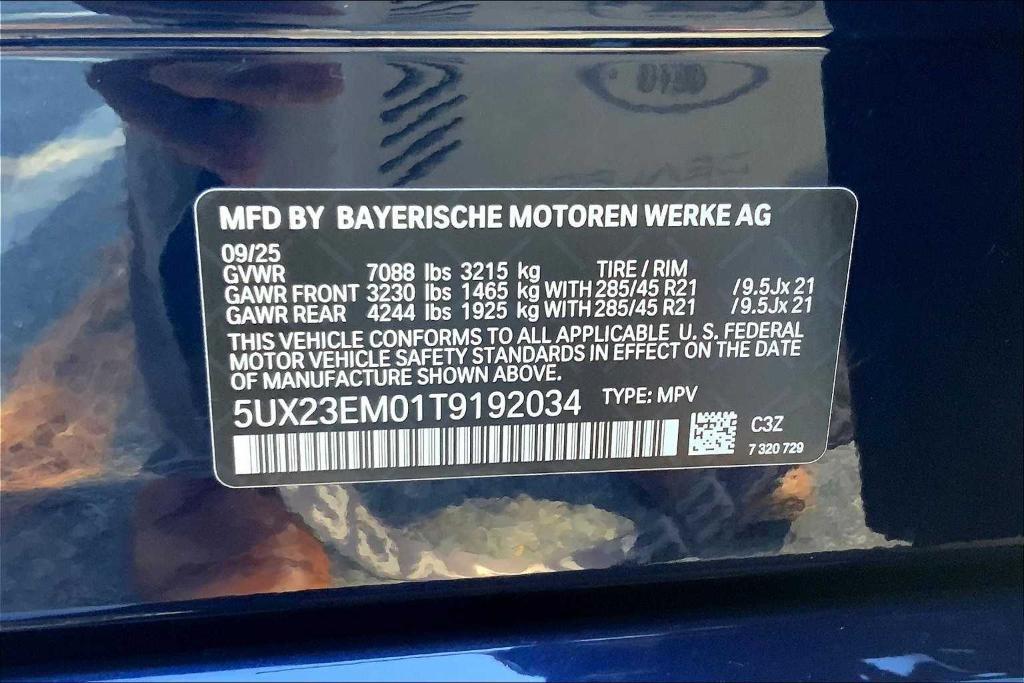 MFD BY BAYERISCHE MOTOREN WERKE AG
09/25
GVWR 7088 lbs 3215 kg TIRE / RIM
GAWR FRONT 3230 lbs 1465 kg WITH 285/45 R21 /9.5Jx 21
GAWR REAR 4244 lbs 1925 kg WITH 285/45 R21 /9.5Jx 21
THIS VEHICLE CONFORMS TO ALL APPLICABLE U. S. FEDERAL
MOTOR VEHICLE SAFETY STANDARDS IN EFFECT ON THE DATE
OF MANUFACTURE SHOWN ABOVE.
5UX23EM01T9192034 TYPE: MPV
C3Z
7 320 729